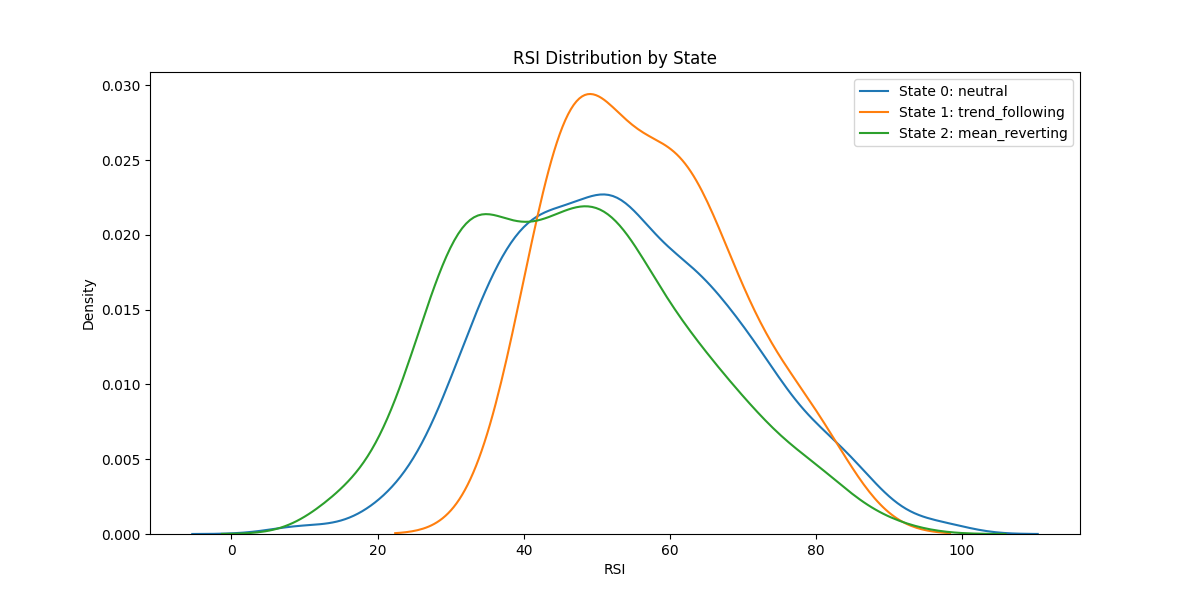 RSI Distribution by State
State 0: neutral
State 1: trend_following
State 2: mean_reverting
Density
0.030
0.025
0.020
0.015
0.010
0.005
0.000
0 20 40 60 80 100
RSI